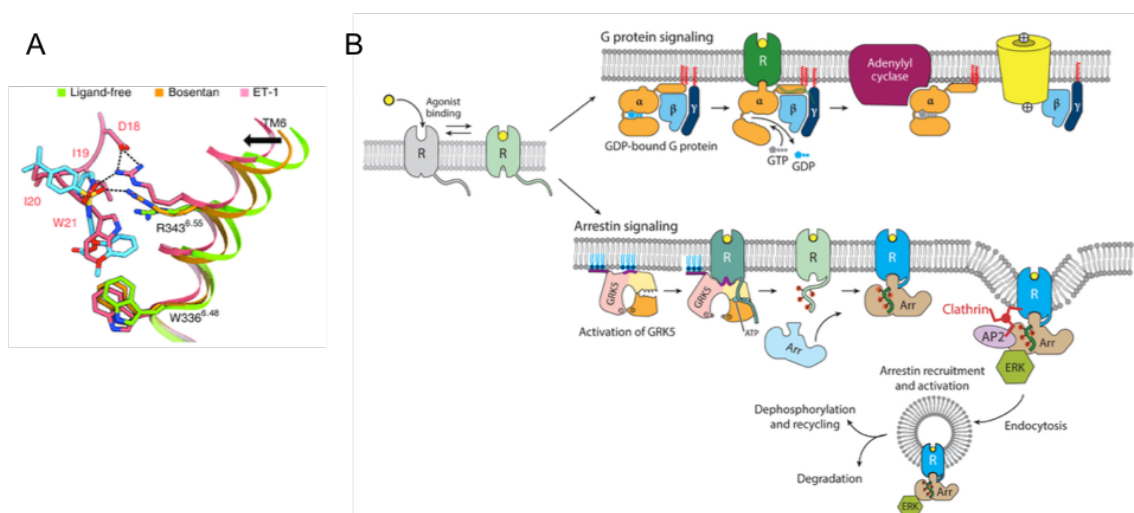 A
Ligand-free Bosentan ET-1
D18
TM6
I19
I20
R343^6.55
W21
W336^6.48
B
G protein signaling
Agonist
binding
R
R
α
β
γ
GDP-bound G protein
R
α
β
γ
GTP
GDP
Adenylyl
cyclase
α
β
γ
Arrestin signaling
GRK5
Activation of GRK5
R
GRK5
ATP
R
Arr
R
Arr
R
Clathrin
AP2
Arr
ERK
Arrestin recruitment
and activation
Endocytosis
Dephosphorylation
and recycling
Degradation
R
Arr
ERK